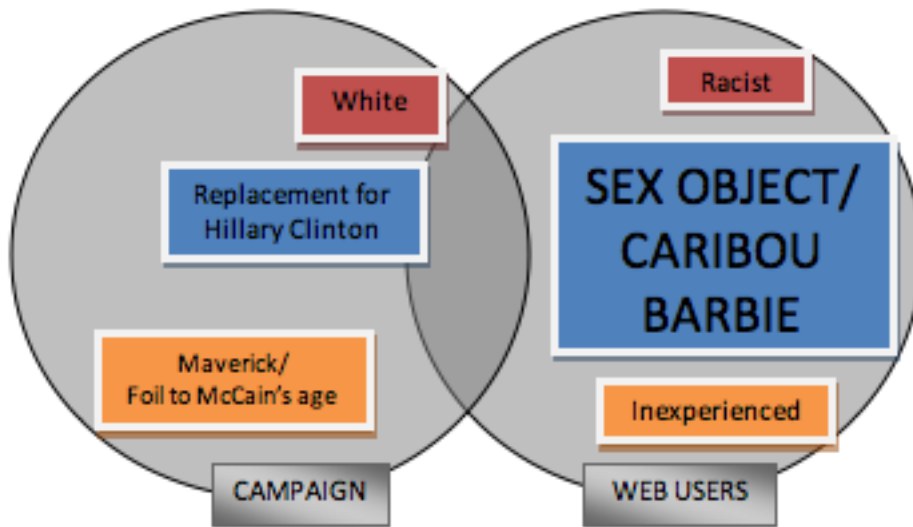 White
Replacement for
Hillary Clinton
Maverick/
Foil to McCain's age
CAMPAIGN
Racist
SEX OBJECT/
CARIBOU
BARBIE
Inexperienced
WEB USERS